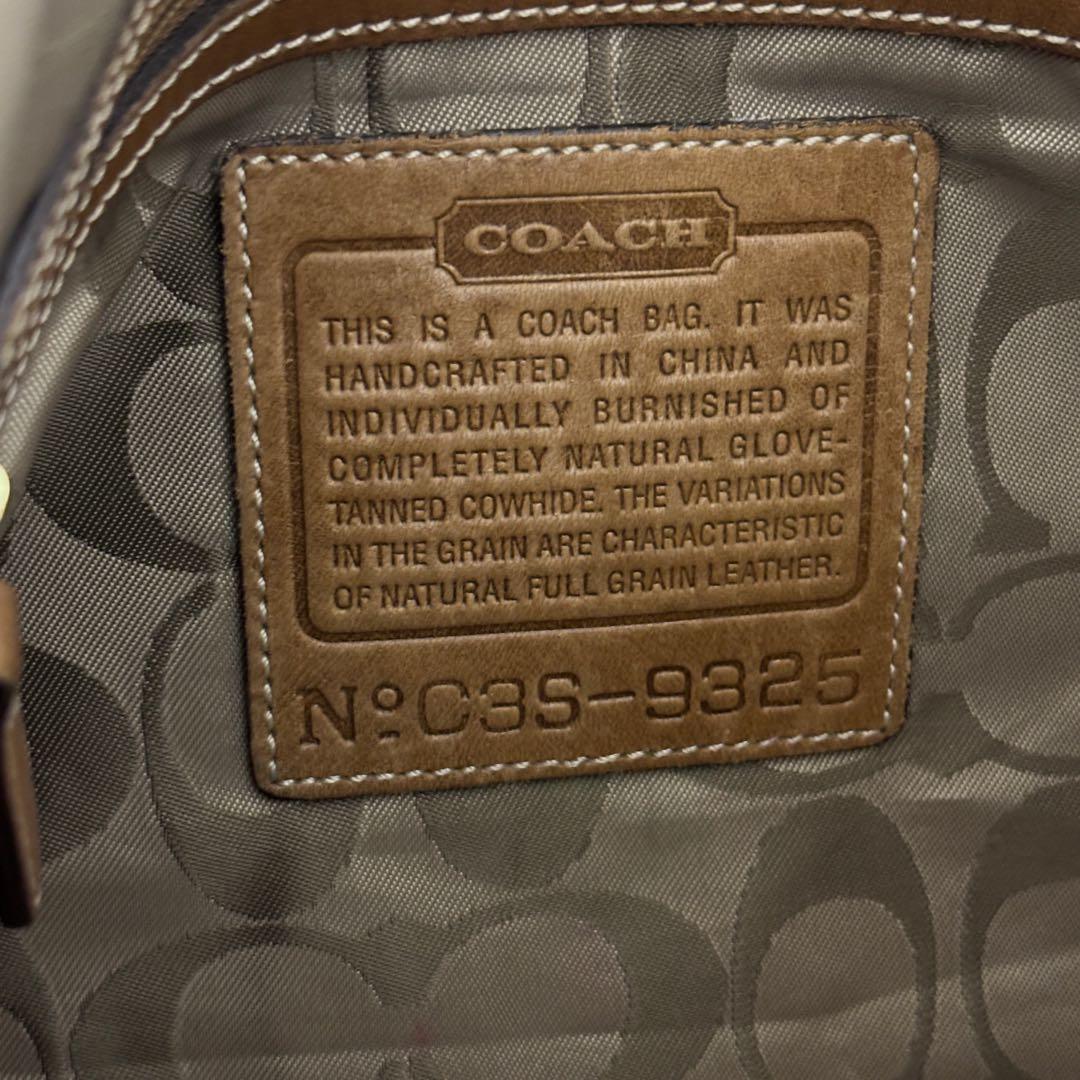 COACH
THIS IS A COACH BAG. IT WAS
HANDCRAFTED IN CHINA AND
INDIVIDUALLY BURNISHED OF
COMPLETELY NATURAL GLOVE-
TANNED COWHIDE. THE VARIATIONS
IN THE GRAIN ARE CHARACTERISTIC
OF NATURAL FULL GRAIN LEATHER.
Nº C3S-9325